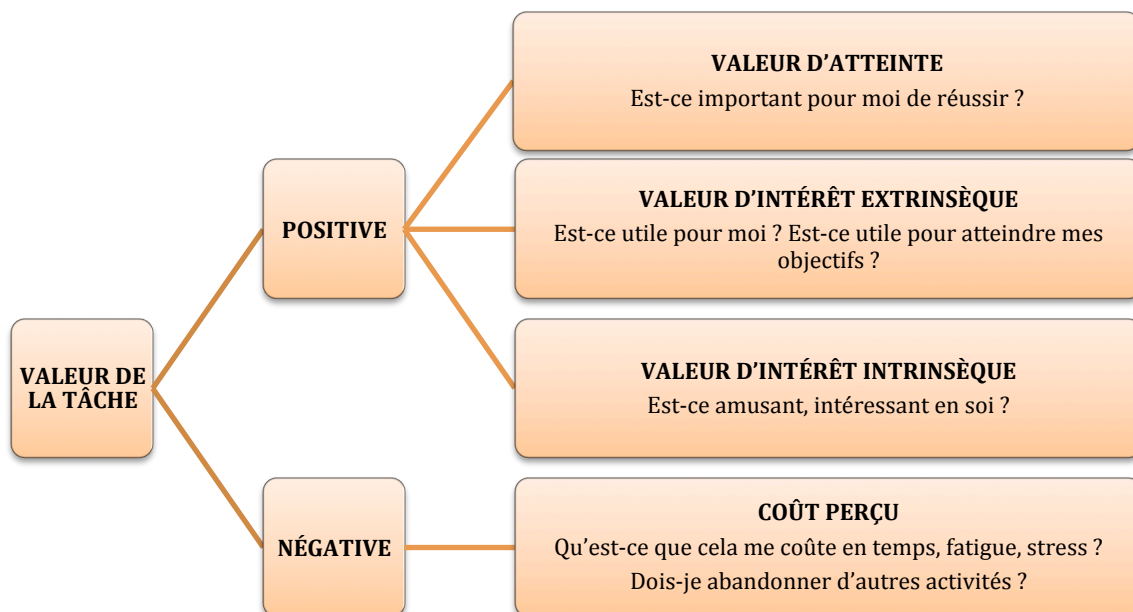 VALEUR D’ATTEINTE
Est-ce important pour moi de réussir ?
POSITIVE
VALEUR D’INTÉRÊT EXTRINSÈQUE
Est-ce utile pour moi ? Est-ce utile pour atteindre mes
objectifs ?
VALEUR DE
LA TÂCHE
VALEUR D’INTÉRÊT INTRINSÈQUE
Est-ce amusant, intéressant en soi ?
NÉGATIVE
COÛT PERÇU
Qu’est-ce que cela me coûte en temps, fatigue, stress ?
Dois-je abandonner d’autres activités ?